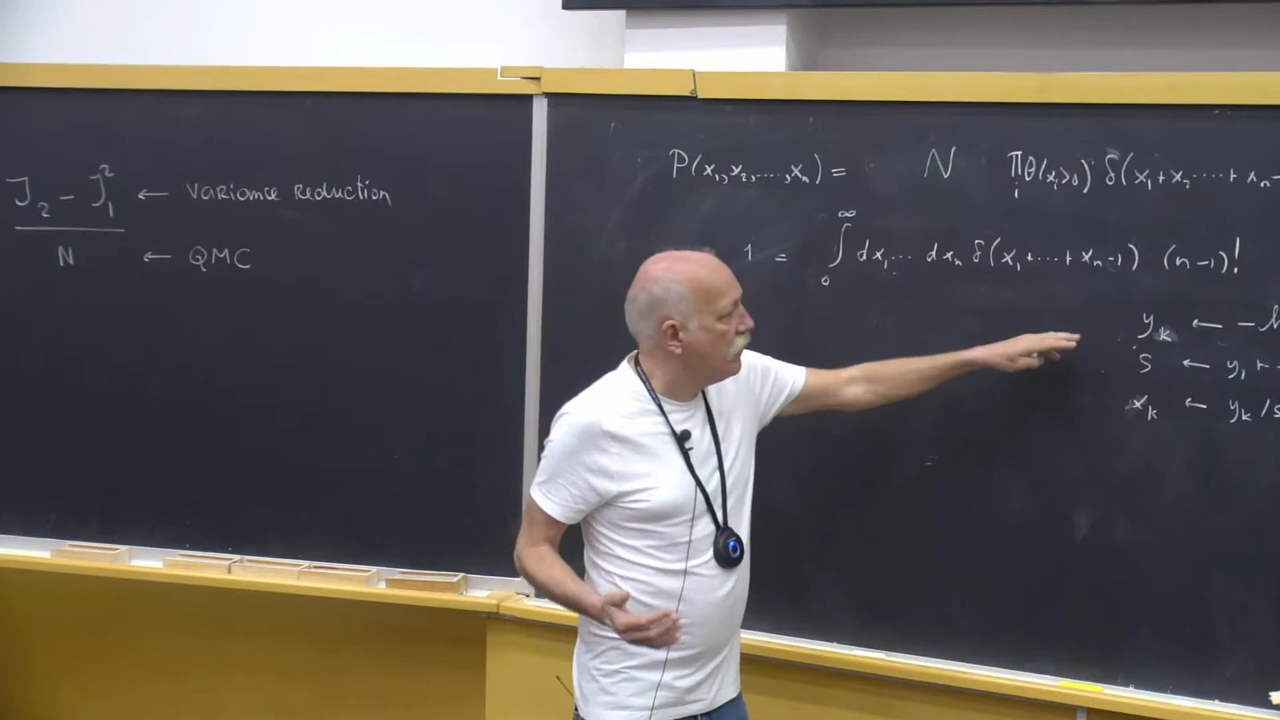 J₂ - J₁² ← variance reduction
N ← QMC
P(x₁,x₂,....,xₙ) = N ∏ᵢ θ(xᵢ>0) δ(x₁+x₂.....+xₙ-
1 = ∫₀^∞ dx₁... dxₙ δ(x₁+...+xₙ-1) (n-1)!
yₖ ← -l
s ← y₁+
xₖ ← yₖ/s